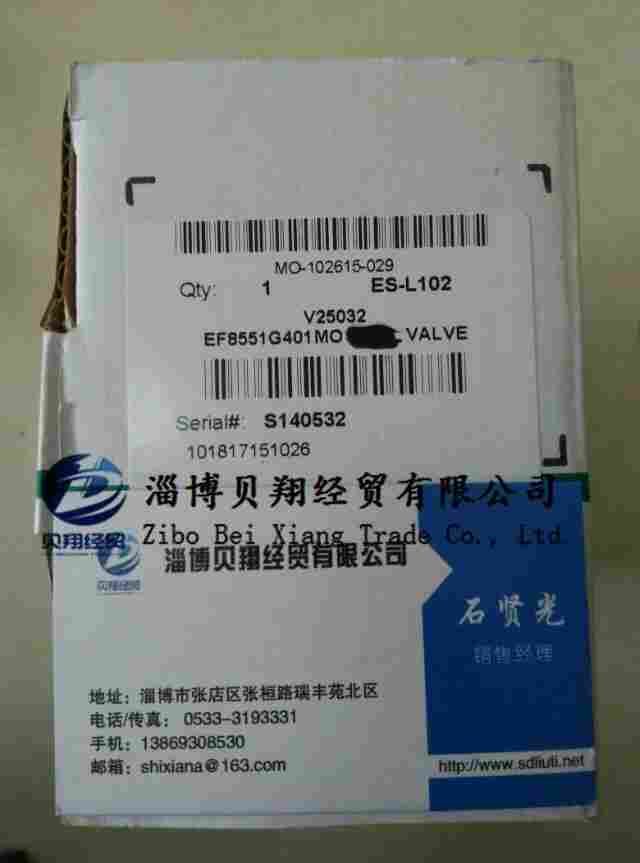 MO-102615-029
Qty: 1 ES-L102
V25032
EF8551G401MO VALVE
Serial#: S140532
101817151026
贝翔经贸
淄博贝翔经贸有限公司
Zibo Bei Xiang Trade Co., Ltd
贝翔经贸
淄博贝翔经贸有限公司
石贤光
销售经理
地址：淄博市张店区张桓路瑞丰苑北区
电话/传真：0533-3193331
手机：13869308530
邮箱：shixiana@163.com
http://www.sdliuti.net